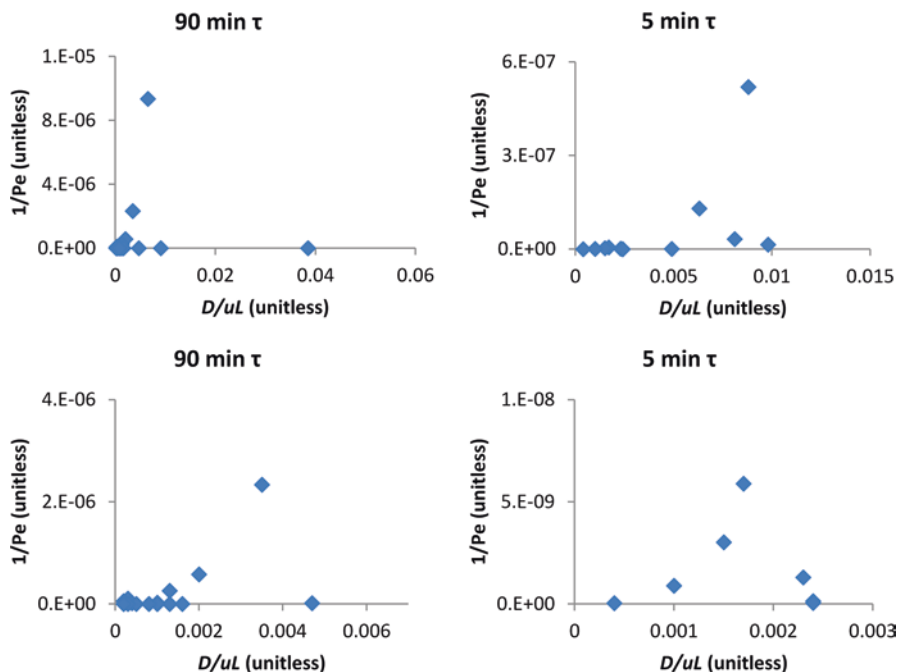 90 min τ
1/Pe (unitless)
1.E-05
8.E-06
4.E-06
0.E+00
0
0.02
0.04
0.06
D/uL (unitless)
5 min τ
1/Pe (unitless)
6.E-07
3.E-07
0.E+00
0
0.005
0.01
0.015
D/uL (unitless)
90 min τ
1/Pe (unitless)
4.E-06
2.E-06
0.E+00
0
0.002
0.004
0.006
D/uL (unitless)
5 min τ
1/Pe (unitless)
1.E-08
5.E-09
0.E+00
0
0.001
0.002
0.003
D/uL (unitless)